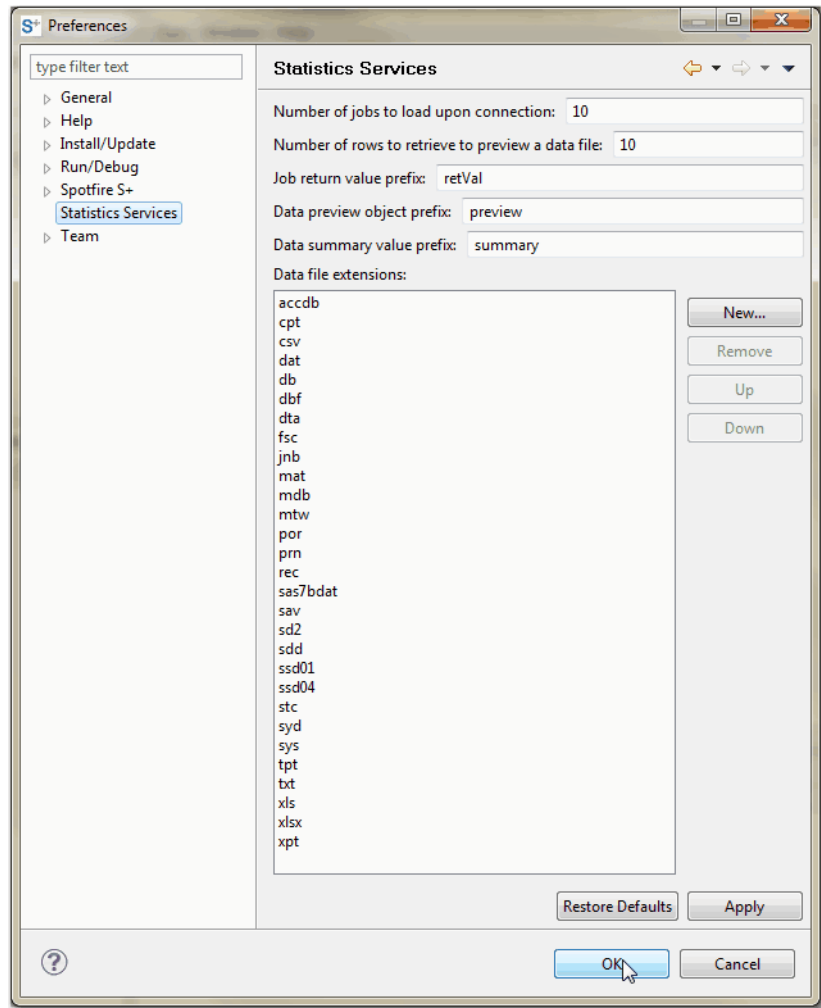 S+ Preferences
type filter text
General
Help
Install/Update
Run/Debug
Spotfire S+
Statistics Services
Team
Statistics Services
Number of jobs to load upon connection: 10
Number of rows to retrieve to preview a data file: 10
Job return value prefix: retVal
Data preview object prefix: preview
Data summary value prefix: summary
Data file extensions:
accdb
cpt
csv
dat
db
dbf
dta
fsc
jnb
mat
mdb
mtw
por
prn
rec
sas7bdat
sav
sd2
sdd
ssd01
ssd04
stc
syd
sys
tpt
txt
xls
xlsx
xpt
New...
Remove
Up
Down
Restore Defaults Apply
? OK Cancel